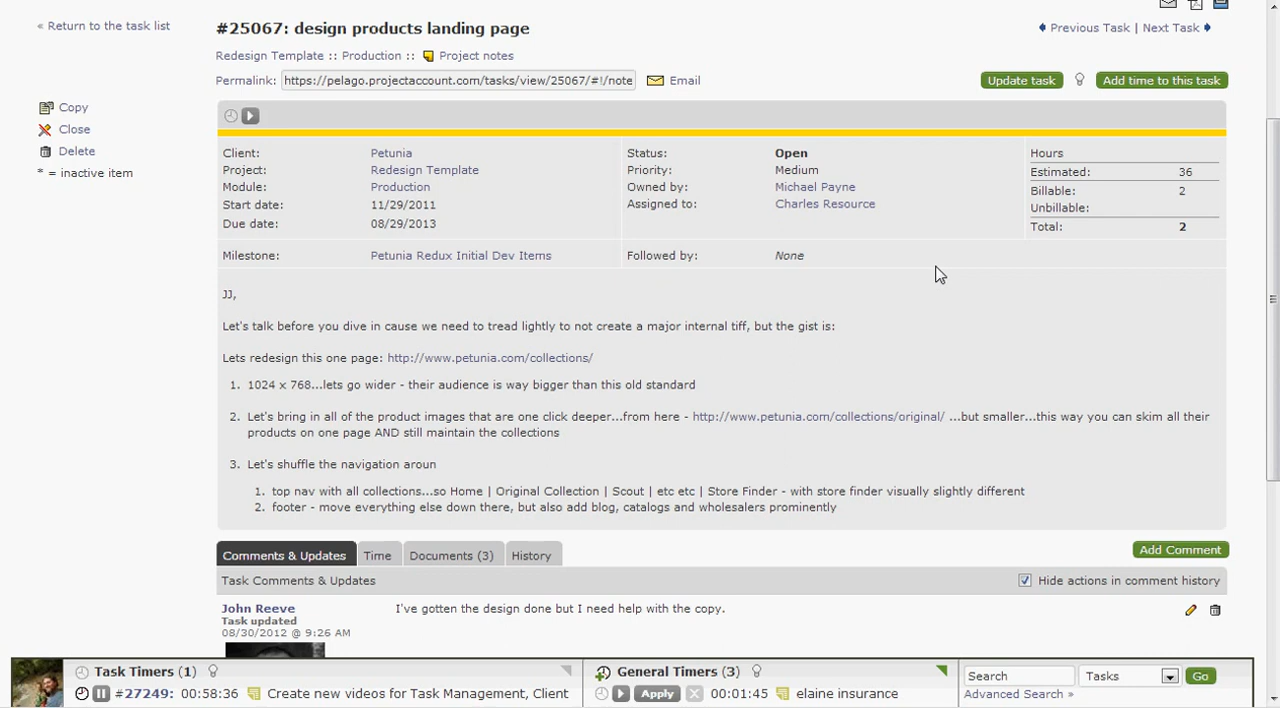 « Return to the task list
#25067: design products landing page
Previous Task | Next Task
Redesign Template :: Production :: Project notes
Permalink: https://pelago.projectaccount.com/tasks/view/25067/#!/note Email
Update task Add time to this task
Copy
Close
Delete
* = inactive item
Client: Petunia
Project: Redesign Template
Module: Production
Start date: 11/29/2011
Due date: 08/29/2013
Status: Open
Priority: Medium
Owned by: Michael Payne
Assigned to: Charles Resource
Hours
Estimated: 36
Billable: 2
Unbillable:
Total: 2
Milestone: Petunia Redux Initial Dev Items
Followed by: None
JJ,
Let's talk before you dive in cause we need to tread lightly to not create a major internal tiff, but the gist is:
Lets redesign this one page: http://www.petunia.com/collections/
1. 1024 x 768...lets go wider - their audience is way bigger than this old standard
2. Let's bring in all of the product images that are one click deeper...from here - http://www.petunia.com/collections/original/ ...but smaller...this way you can skim all their
products on one page AND still maintain the collections
3. Let's shuffle the navigation aroun
1. top nav with all collections...so Home | Original Collection | Scout | etc etc | Store Finder - with store finder visually slightly different
2. footer - move everything else down there, but also add blog, catalogs and wholesalers prominently
Comments & Updates Time Documents (3) History
Add Comment
Task Comments & Updates
Hide actions in comment history
John Reeve
Task updated
08/30/2012 @ 9:26 AM
I've gotten the design done but I need help with the copy.
Task Timers (1)
#27249: 00:58:36 Create new videos for Task Management, Client
General Timers (3)
Apply 00:01:45 elaine insurance
Search Tasks Go
Advanced Search »